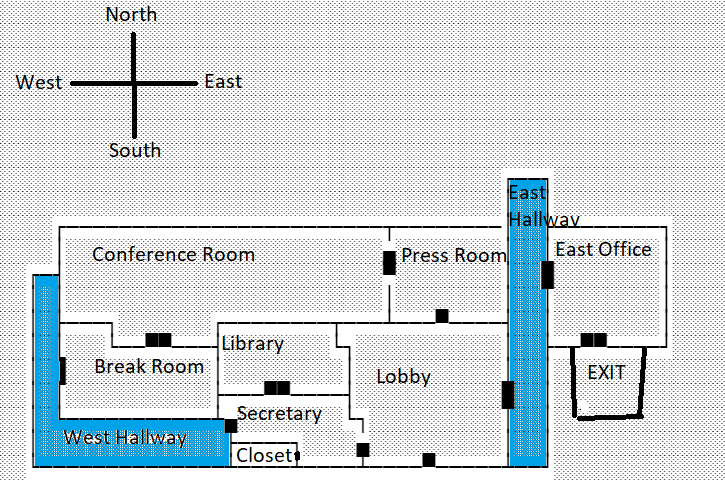 North
West
East
South
East
Hallway
Conference Room
Press Room
East Office
Library
Break Room
Lobby
EXIT
Secretary
West Hallway
Closet